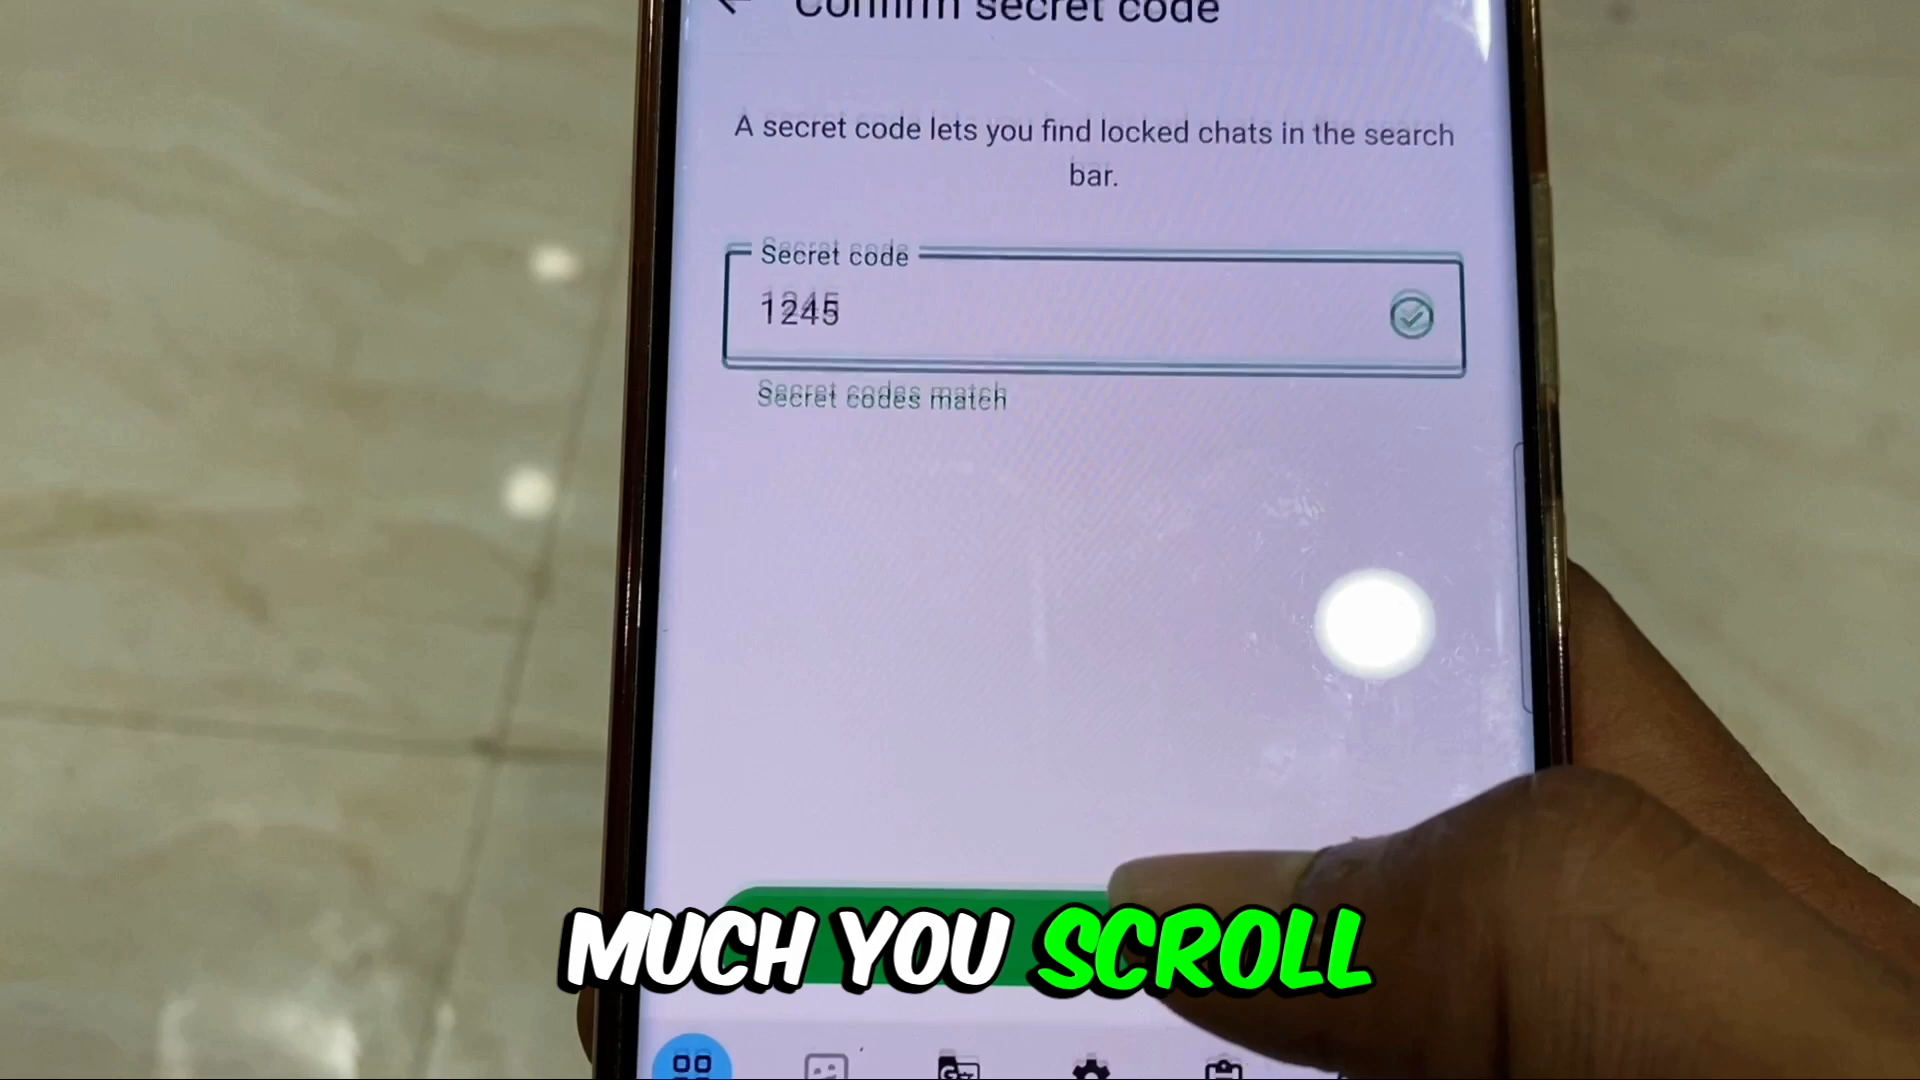 Confirm secret code
A secret code lets you find locked chats in the search
bar.
Secret code
1245
Secret codes match
MUCH YOU SCROLL